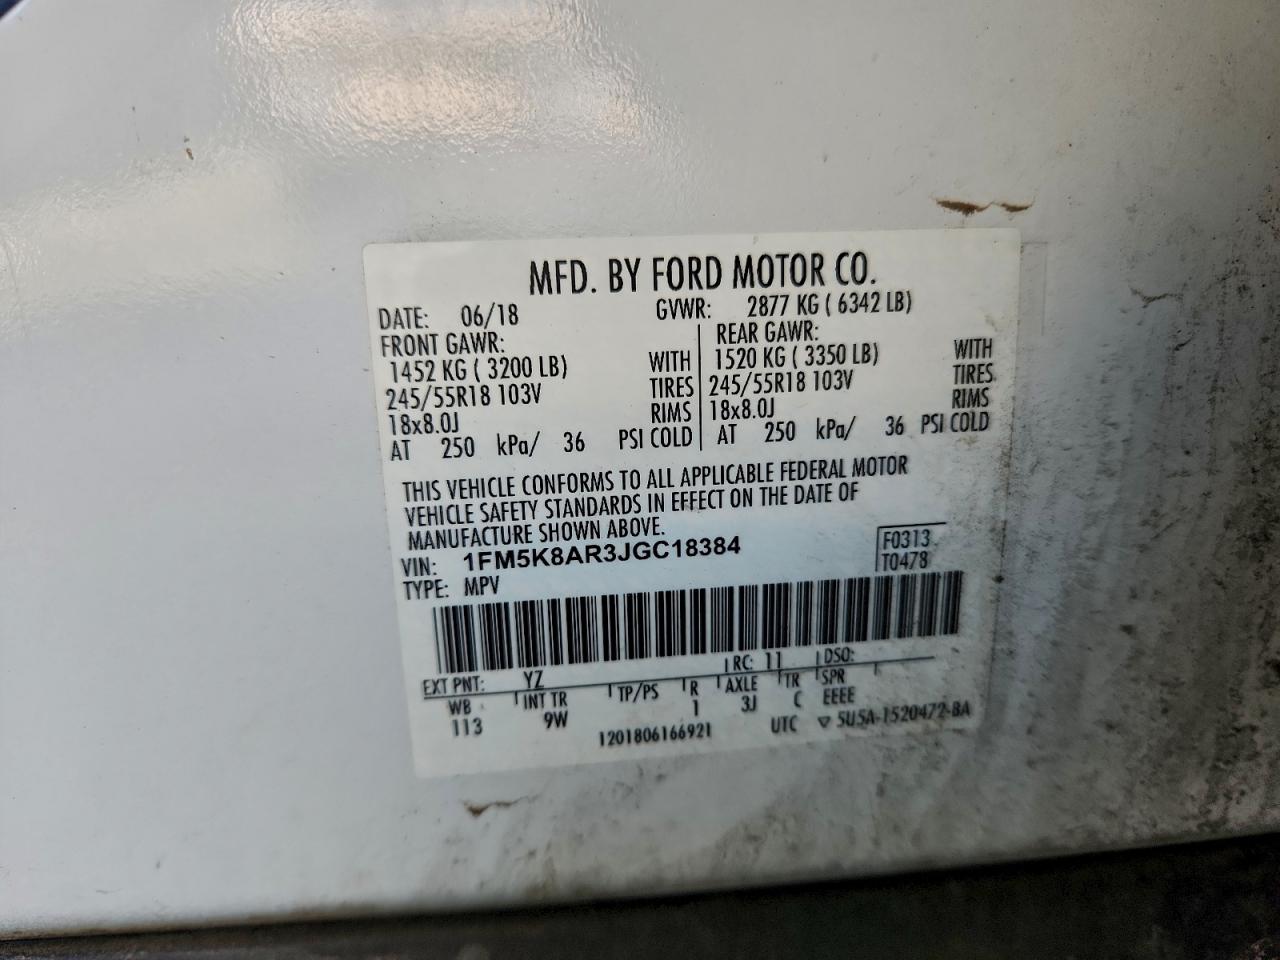 MFD. BY FORD MOTOR CO.
DATE: 06/18 GVWR: 2877 KG ( 6342 LB)
FRONT GAWR: REAR GAWR:
1452 KG ( 3200 LB) WITH 1520 KG ( 3350 LB) WITH
245/55R18 103V TIRES 245/55R18 103V TIRES
18x8.0J RIMS 18x8.0J RIMS
AT 250 kPa/ 36 PSI COLD AT 250 kPa/ 36 PSI COLD
THIS VEHICLE CONFORMS TO ALL APPLICABLE FEDERAL MOTOR
VEHICLE SAFETY STANDARDS IN EFFECT ON THE DATE OF
MANUFACTURE SHOWN ABOVE.
VIN: 1FM5K8AR3JGC18384 F0313
TYPE: MPV T0478
EXT PNT: YZ RC: 11 DSO:
WB INT TR TP/PS R AXLE TR SPR
113 9W 1 3J C EEEE
1201806166921 UTC ▽ 5U5A-1520472-BA